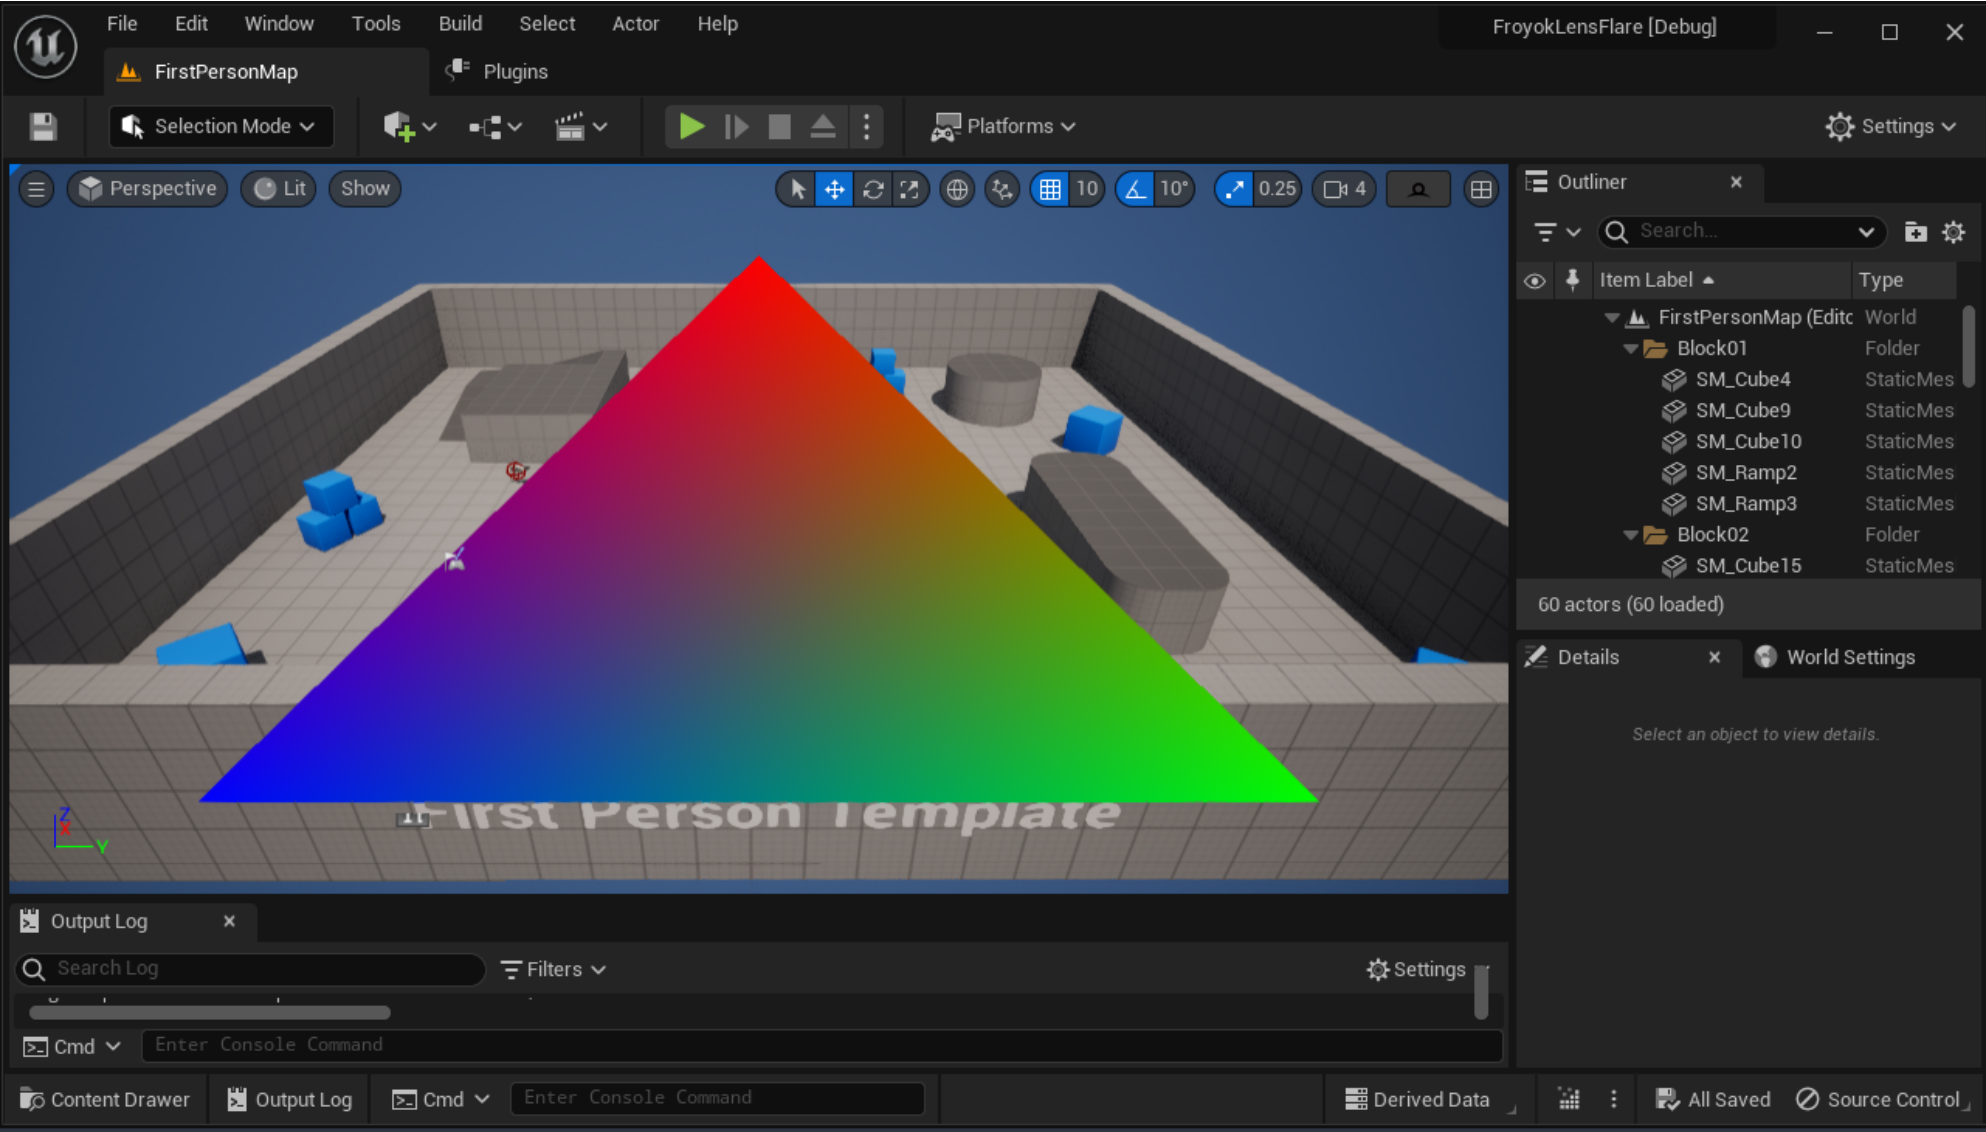 File Edit Window Tools Build Select Actor Help
FroyokLensFlare [Debug]
FirstPersonMap
Plugins
Selection Mode
Platforms
Settings
Perspective
Lit
Show
10
10°
0.25
4
Outliner
Search...
Item Label Type
FirstPersonMap (Editc World
Block01 Folder
SM_Cube4 StaticMes
SM_Cube9 StaticMes
SM_Cube10 StaticMes
SM_Ramp2 StaticMes
SM_Ramp3 StaticMes
Block02 Folder
SM_Cube15 StaticMes
60 actors (60 loaded)
Details
World Settings
Select an object to view details.
First Person Template
Z
X
Y
Output Log
Search Log
Filters
Settings
Cmd
Enter Console Command
Content Drawer
Output Log
Cmd
Enter Console Command
Derived Data
All Saved
Source Control